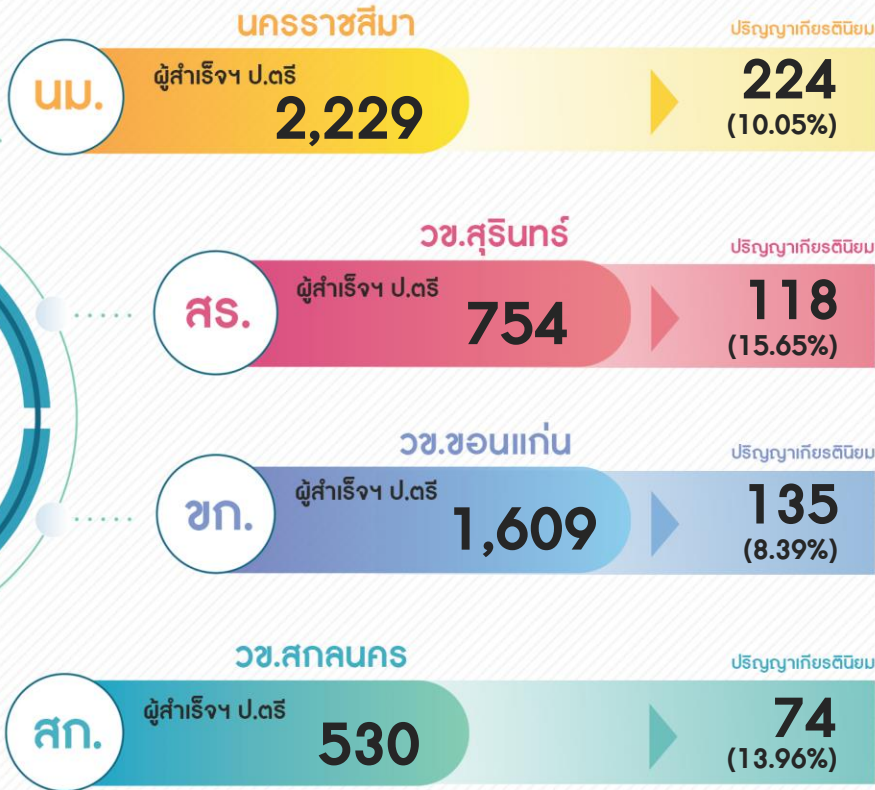 นครราชสีมา
ปริญญาเกียรตินิยม
นม.
ผู้สำเร็จฯ ป.ตรี
2,229
224
(10.05%)
วข.สุรินทร์
ปริญญาเกียรตินิยม
สร.
ผู้สำเร็จฯ ป.ตรี
754
118
(15.65%)
วข.ขอนแก่น
ปริญญาเกียรตินิยม
ขก.
ผู้สำเร็จฯ ป.ตรี
1,609
135
(8.39%)
วข.สกลนคร
ปริญญาเกียรตินิยม
สก.
ผู้สำเร็จฯ ป.ตรี
530
74
(13.96%)